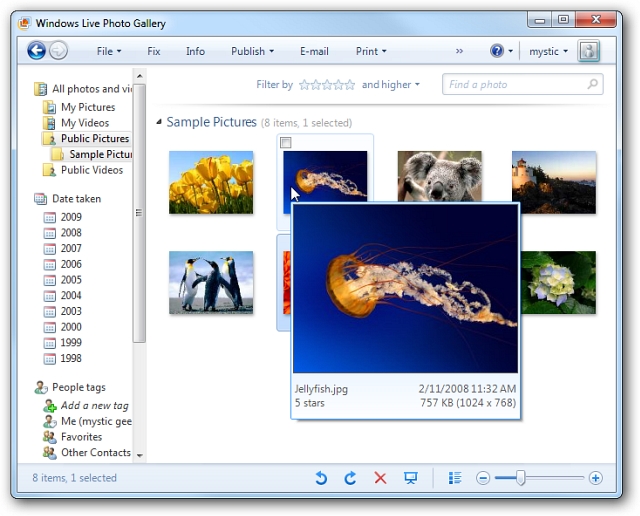 Windows Live Photo Gallery
File Fix Info Publish E-mail Print » mystic
Filter by and higher Find a photo
All photos and vi
My Pictures
My Videos
Public Pictures
Sample Pictur
Public Videos
Date taken
2009
2008
2007
2006
2005
2004
2003
2000
1999
1998
People tags
Add a new tag
Me (mystic gee
Favorites
Other Contacts
Sample Pictures (8 items, 1 selected)
Jellyfish.jpg 2/11/2008 11:32 AM
5 stars 757 KB (1024 x 768)
8 items, 1 selected